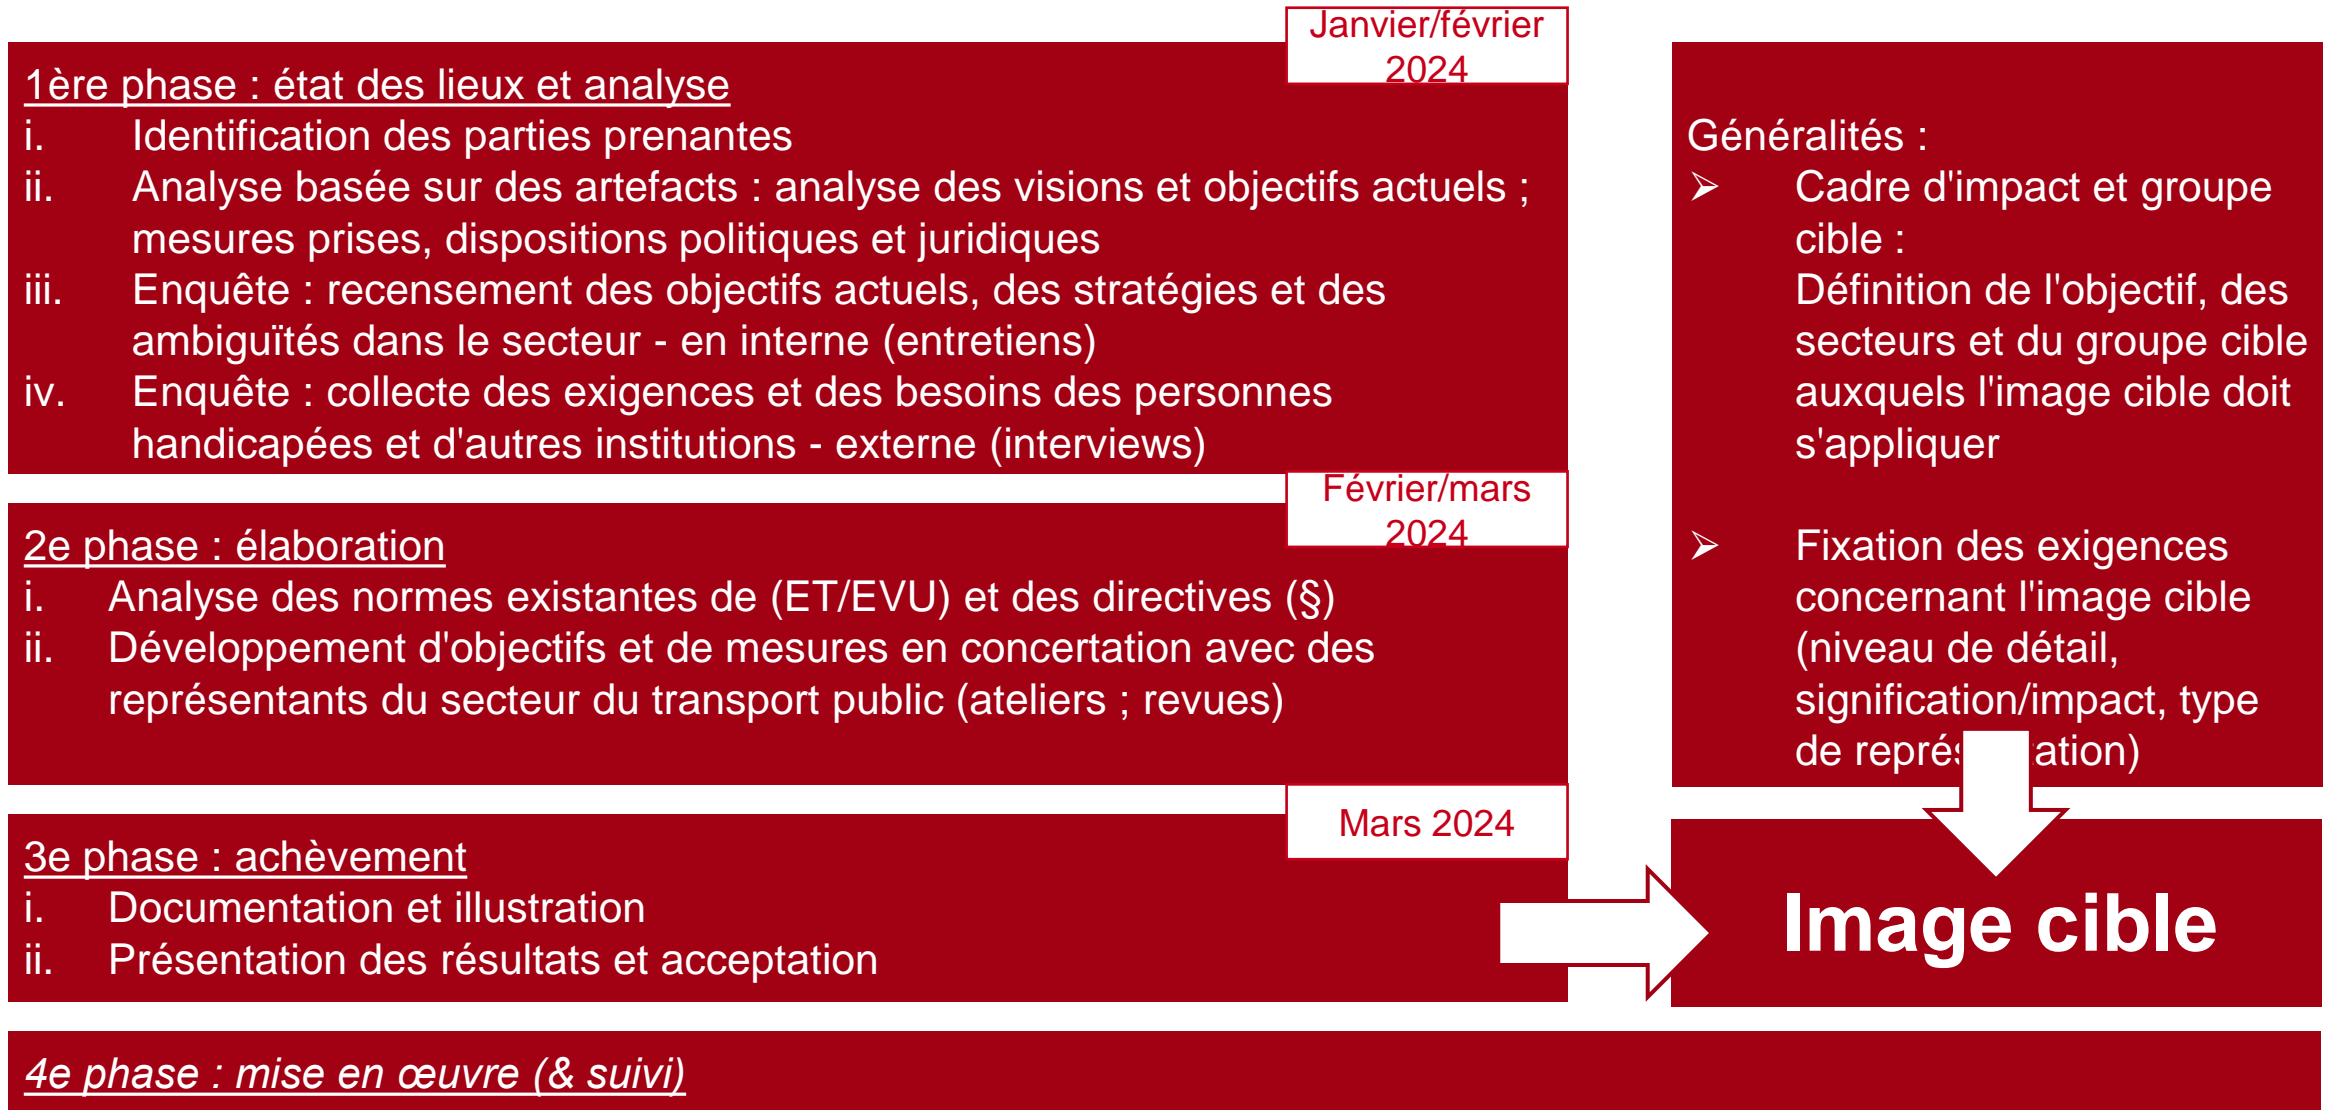 Janvier/février
2024
1ère phase : état des lieux et analyse
i. Identification des parties prenantes
ii. Analyse basée sur des artefacts : analyse des visions et objectifs actuels ;
mesures prises, dispositions politiques et juridiques
iii. Enquête : recensement des objectifs actuels, des stratégies et des
ambiguïtés dans le secteur - en interne (entretiens)
iv. Enquête : collecte des exigences et des besoins des personnes
handicapées et d'autres institutions - externe (interviews)
Février/mars
2024
2e phase : élaboration
i. Analyse des normes existantes de (ET/EVU) et des directives (§)
ii. Développement d'objectifs et de mesures en concertation avec des
représentants du secteur du transport public (ateliers ; revues)
Mars 2024
3e phase : achèvement
i. Documentation et illustration
ii. Présentation des résultats et acceptation
Généralités :
➢ Cadre d'impact et groupe
cible :
Définition de l'objectif, des
secteurs et du groupe cible
auxquels l'image cible doit
s'appliquer
➢ Fixation des exigences
concernant l'image cible
(niveau de détail,
signification/impact, type
de
Image cible
4e phase : mise en œuvre (& suivi)